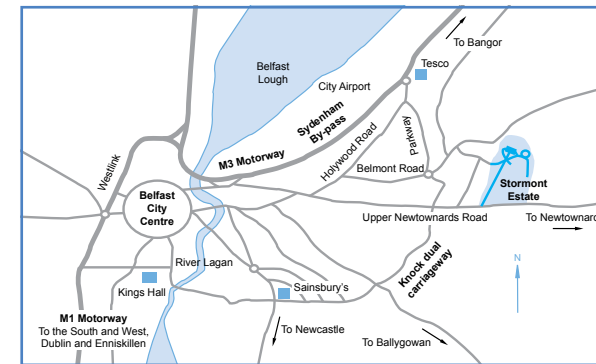 To Bangor
Belfast
Lough
Tesco
City Airport
Sydenham
By-pass
Holywood Road
Parkway
M3 Motorway
Westlink
Belmont Road
Stormont
Estate
Belfast
City
Centre
Upper Newtownards Road
To Newtownard
River Lagan
Knock dual
carriageway
N
Kings Hall
Sainsbury's
M1 Motorway
To the South and West,
Dublin and Enniskillen
To Newcastle
To Ballygowan